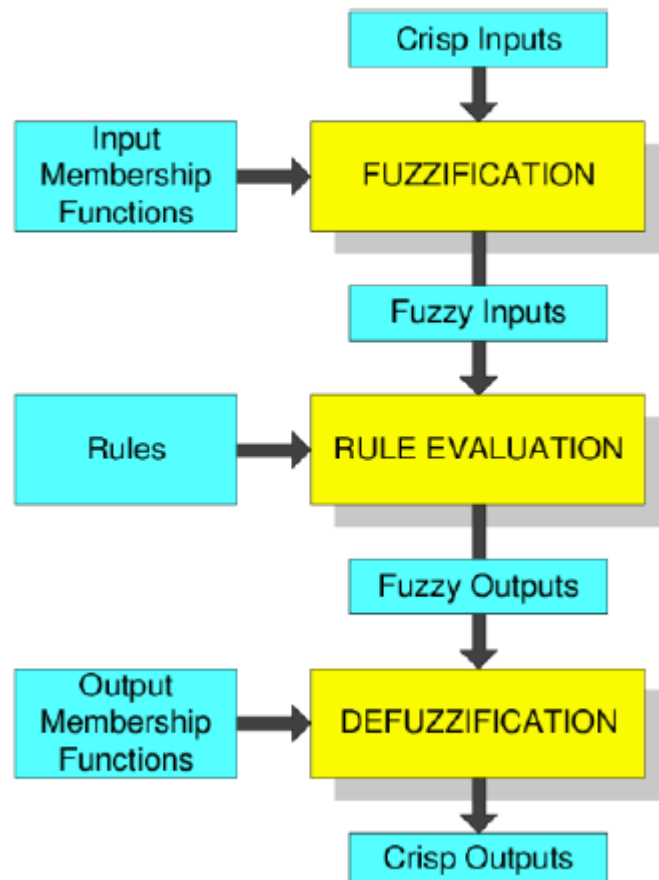 Crisp Inputs
Input
Membership
Functions
FUZZIFICATION
Fuzzy Inputs
Rules
RULE EVALUATION
Fuzzy Outputs
Output
Membership
Functions
DEFUZZIFICATION
Crisp Outputs